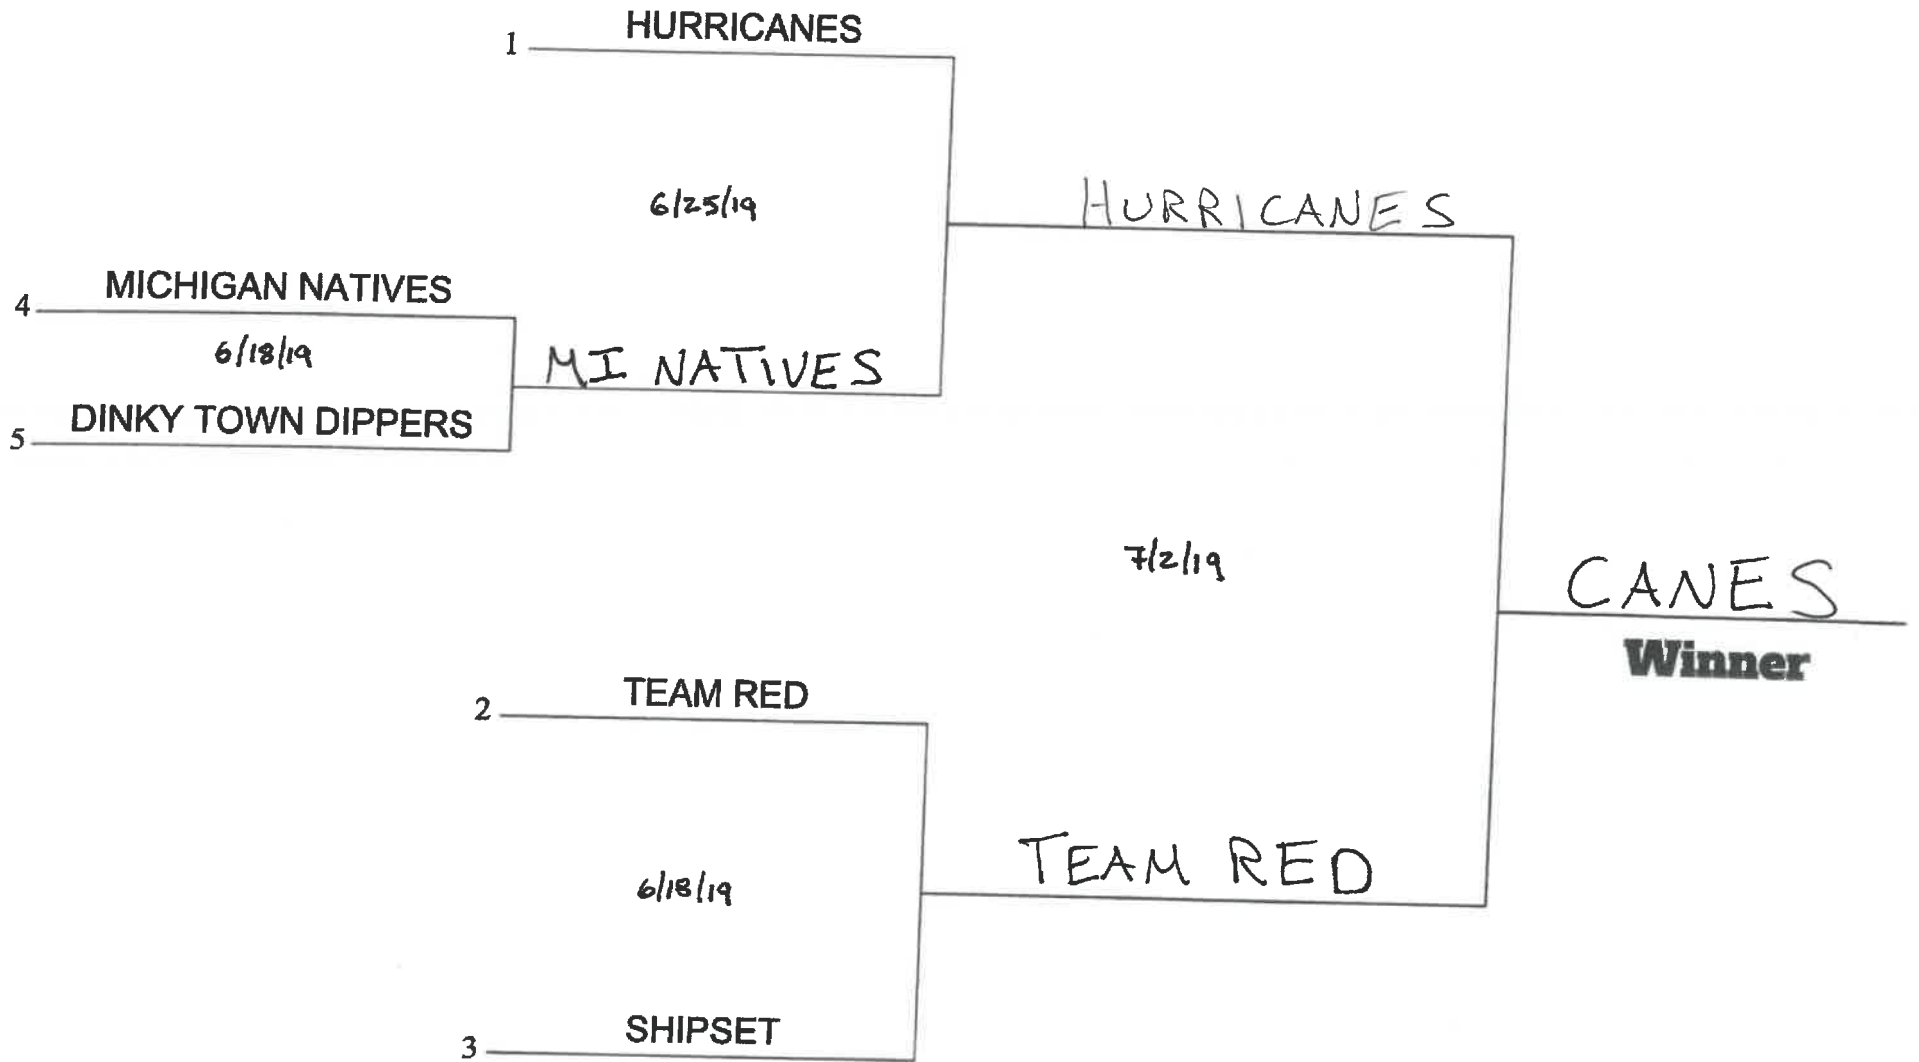 1 HURRICANES
6/25/19
HURRICANES
4 MICHIGAN NATIVES
6/18/19
MI NATIVES
5 DINKY TOWN DIPPERS
7/2/19
CANES
Winner
2 TEAM RED
6/18/19
TEAM RED
3 SHIPSET